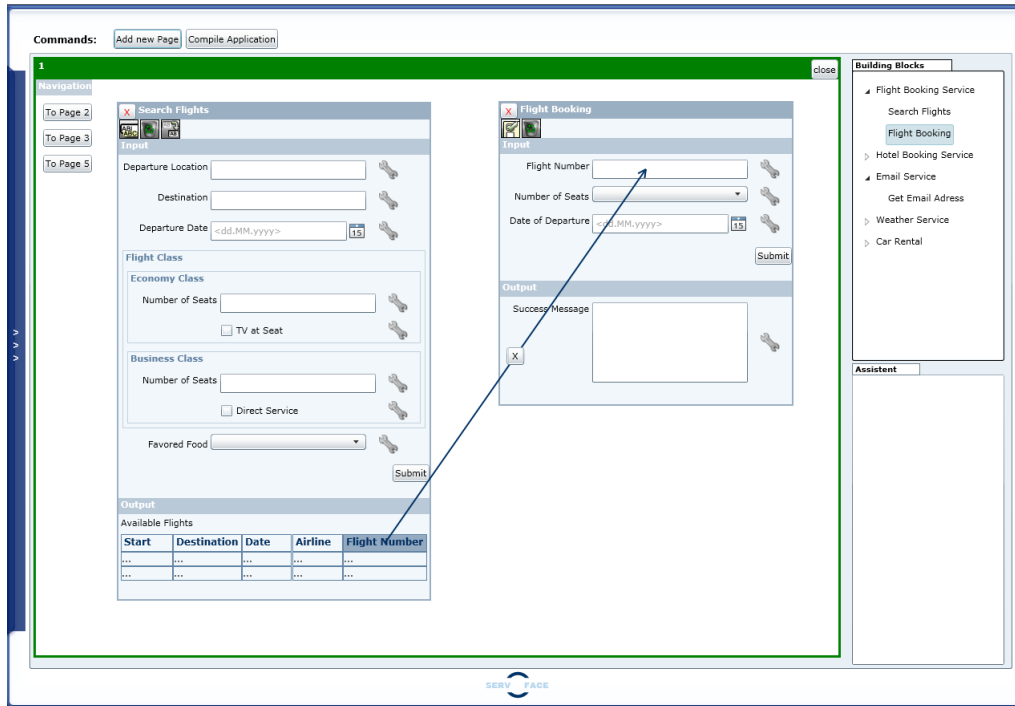 Commands: Add new Page Compile Application
1
close
Navigation
To Page 2
To Page 3
To Page 5
X Search Flights
Input
Departure Location
Destination
Departure Date <dd.MM.yyyy> 15
Flight Class
Economy Class
Number of Seats
TV at Seat
Business Class
Number of Seats
Direct Service
Favored Food
Submit
Output
Available Flights
Start Destination Date Airline Flight Number
... ... ... ... ...
... ... ... ... ...
X Flight Booking
Input
Flight Number
Number of Seats
Date of Departure <dd.MM.yyyy> 15
Submit
Output
Success Message
X
Building Blocks
Flight Booking Service
Search Flights
Flight Booking
Hotel Booking Service
Email Service
Get Email Adress
Weather Service
Car Rental
Assistent
>
>
>
SERV FACE